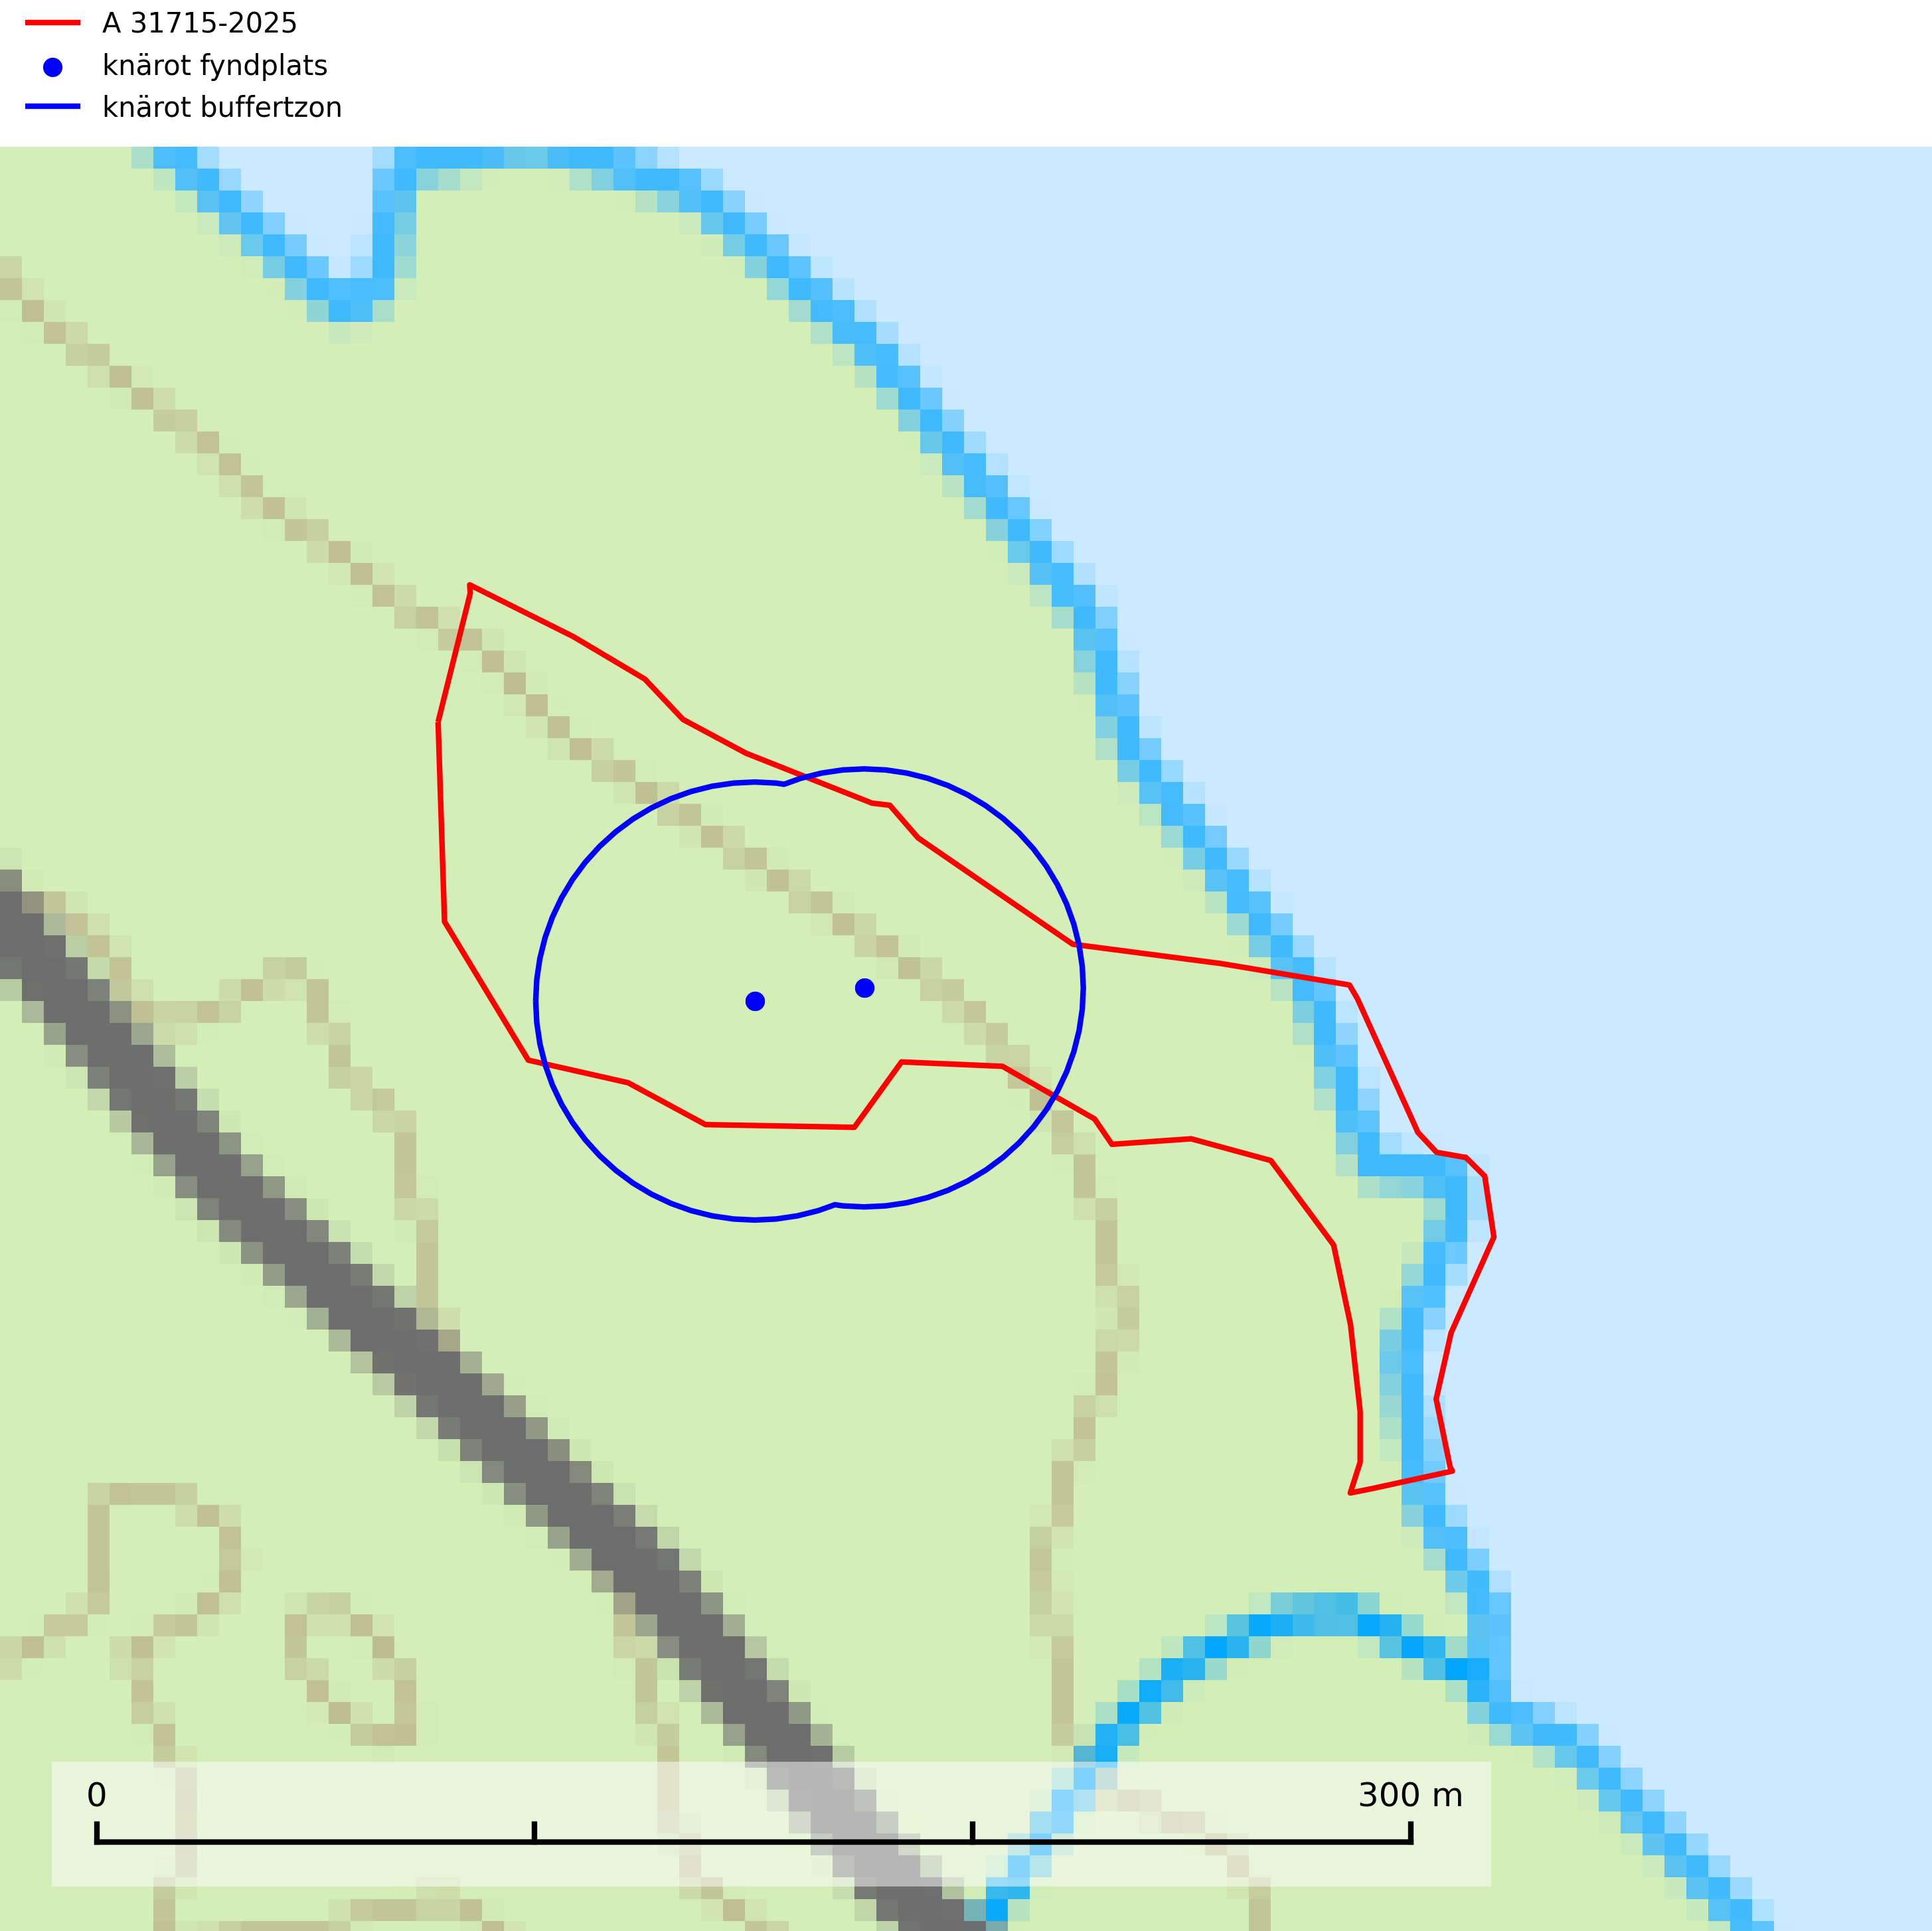 A 31715-2025
knärot fyndplats
knärot buffertzon
0 300 m